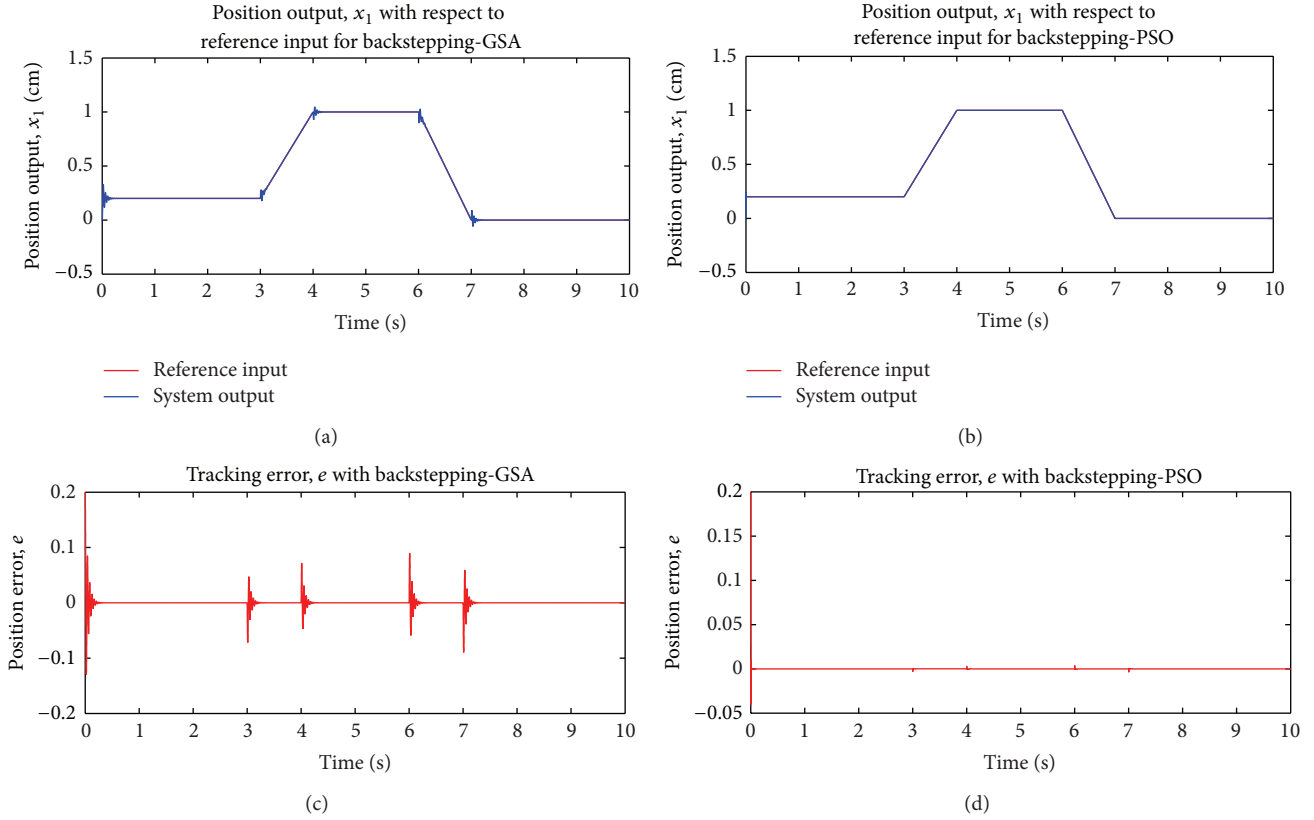 Position output, x₁ with respect to
reference input for backstepping-GSA
1.5
1
0.5
0
−0.5
Position output, x₁ (cm)
0 1 2 3 4 5 6 7 8 9 10
Time (s)
Reference input
System output
(a)
Position output, x₁ with respect to
reference input for backstepping-PSO
1.5
1
0.5
0
−0.5
Position output, x₁ (cm)
0 1 2 3 4 5 6 7 8 9 10
Time (s)
Reference input
System output
(b)
Tracking error, e with backstepping-GSA
0.2
0.1
0
−0.1
−0.2
Position error, e
0 1 2 3 4 5 6 7 8 9 10
Time (s)
(c)
Tracking error, e with backstepping-PSO
0.2
0.15
0.1
0.05
0
−0.05
Position error, e
0 1 2 3 4 5 6 7 8 9 10
Time (s)
(d)